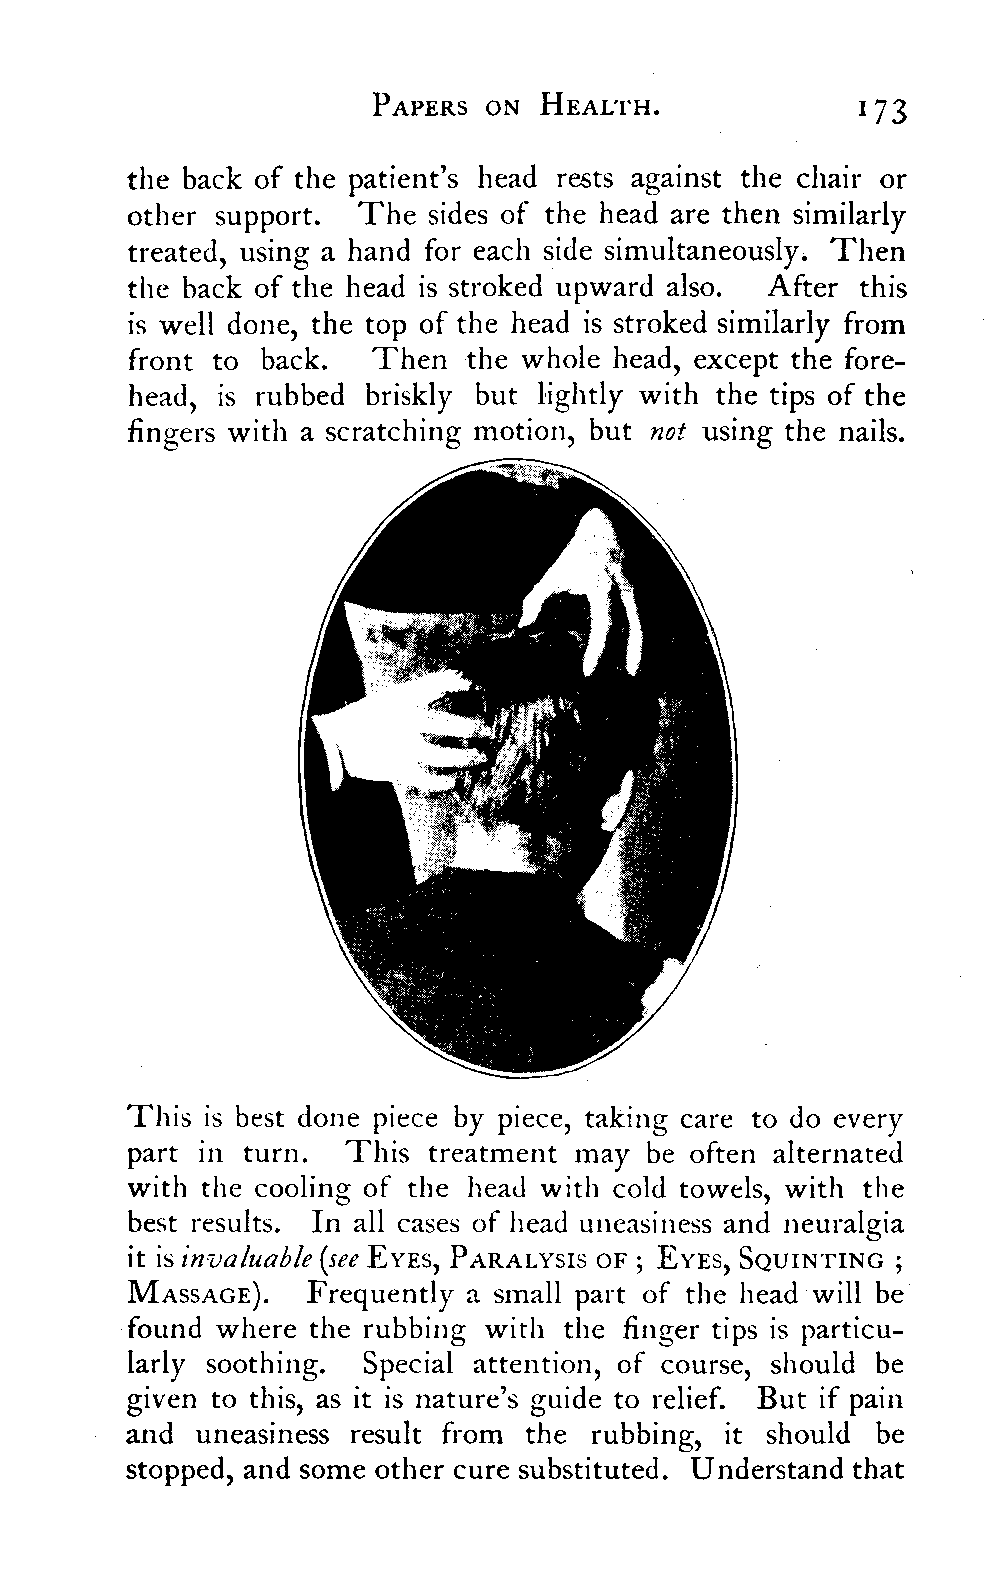 PAPERS ON HEALTH. 173
the back of the patient's head rests against the chair or
other support. The sides of the head are then similarly
treated, using a hand for each side simultaneously. Then
the back of the head is stroked upward also. After this
is well done, the top of the head is stroked similarly from
front to back. Then the whole head, except the fore-
head, is rubbed briskly but lightly with the tips of the
fingers with a scratching motion, but not using the nails.
This is best done piece by piece, taking care to do every
part in turn. This treatment may be often alternated
with the cooling of the head with cold towels, with the
best results. In all cases of head uneasiness and neuralgia
it is invaluable (see EYES, PARALYSIS OF ; EYES, SQUINTING ;
MASSAGE). Frequently a small part of the head will be
found where the rubbing with the finger tips is particu-
larly soothing. Special attention, of course, should be
given to this, as it is nature's guide to relief. But if pain
and uneasiness result from the rubbing, it should be
stopped, and some other cure substituted. Understand that